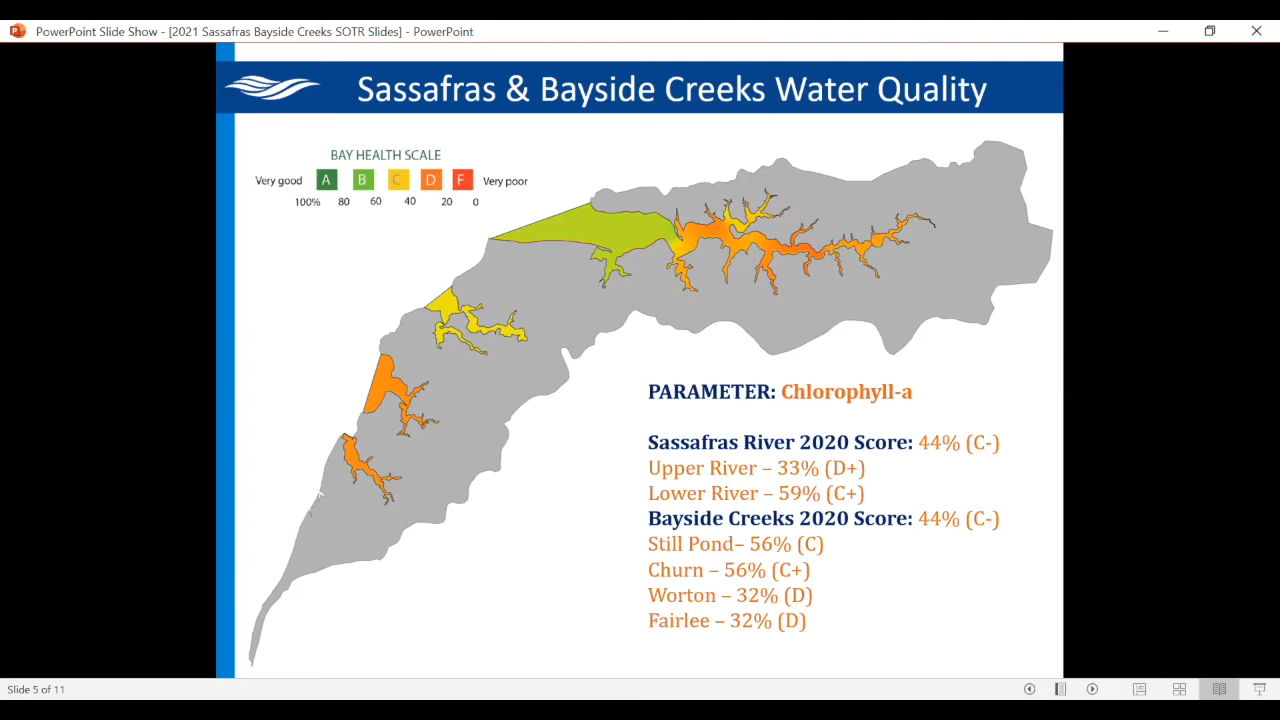 PowerPoint Slide Show - [2021 Sassafras Bayside Creeks SOTR Slides] - PowerPoint
Sassafras & Bayside Creeks Water Quality
BAY HEALTH SCALE
Very good A B C D F Very poor
100% 80 60 40 20 0
PARAMETER: Chlorophyll-a
Sassafras River 2020 Score: 44% (C-)
Upper River – 33% (D+)
Lower River – 59% (C+)
Bayside Creeks 2020 Score: 44% (C-)
Still Pond– 56% (C)
Churn – 56% (C+)
Worton – 32% (D)
Fairlee – 32% (D)
Slide 5 of 11